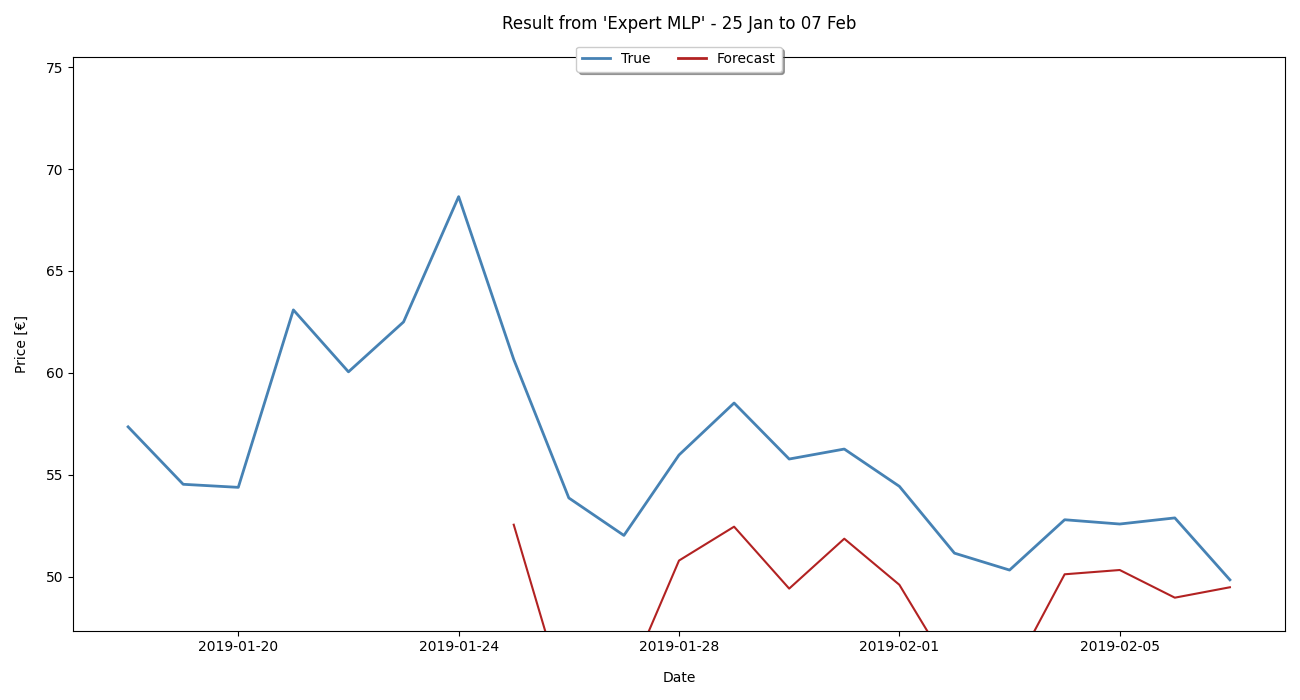 Result from 'Expert MLP' - 25 Jan to 07 Feb
True Forecast
75
70
65
60
55
50
Price [€]
2019-01-20 2019-01-24 2019-01-28 2019-02-01 2019-02-05
Date